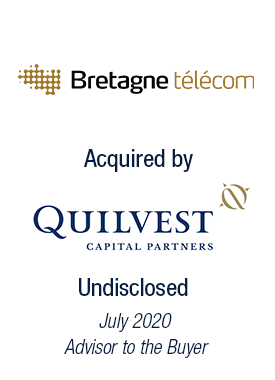 Bretagne télécom
Acquired by
QUILVEST
CAPITAL PARTNERS
Undisclosed
July 2020
Advisor to the Buyer